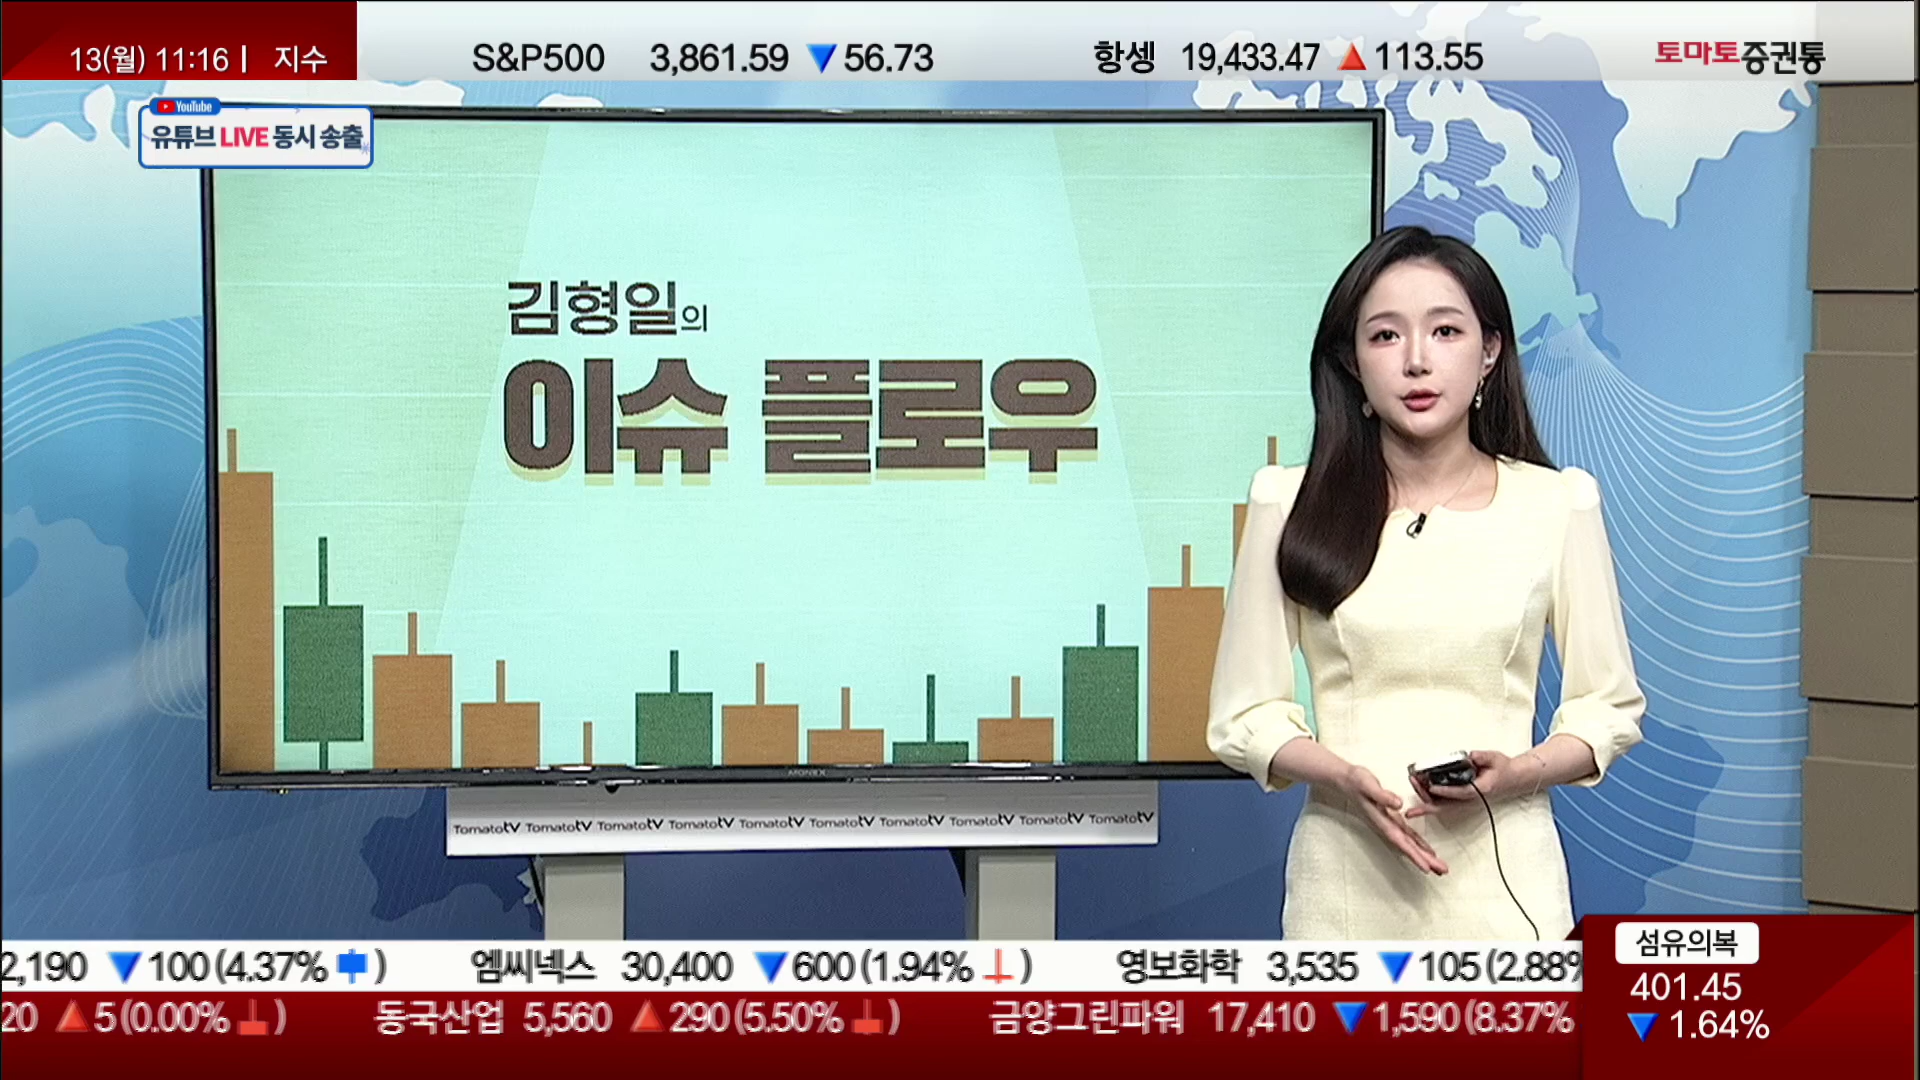 13(월) 11:16 | 지수 S&P500 3,861.59 ▼ 56.73 항셍 19,433.47 ▲ 113.55 토마토증권통
YouTube
유튜브 LIVE 동시 송출
김형일의
이슈 플로우
MONEX
TomatoTV TomatoTV TomatoTV TomatoTV TomatoTV TomatoTV TomatoTV TomatoTV TomatoTV TomatoTV
2,190 ▼ 100 (4.37% ) 엠씨넥스 30,400 ▼ 600 (1.94% ) 영보화학 3,535 ▼ 105 (2.88%
20 ▲ 5 (0.00% ) 동국산업 5,560 ▲ 290 (5.50% ) 금양그린파워 17,410 ▼ 1,590 (8.37%
섬유의복
401.45
▼ 1.64%